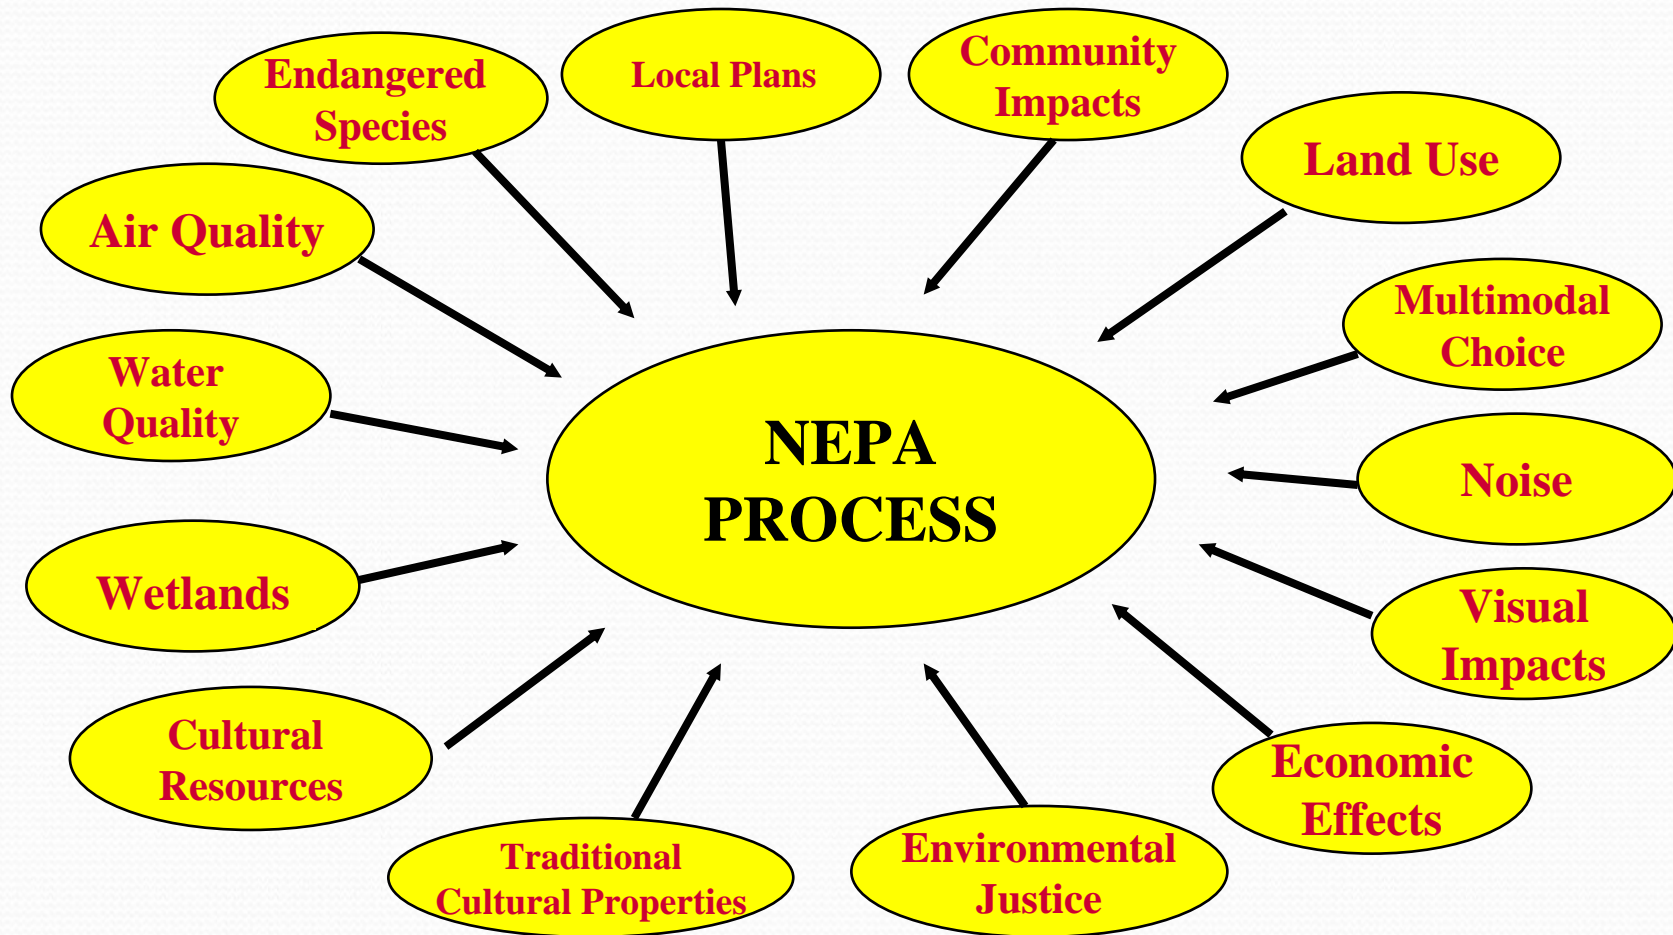 Endangered
Species
Local Plans
Community
Impacts
Land Use
Air Quality
Multimodal
Choice
Water
Quality
NEPA
PROCESS
Noise
Wetlands
Visual
Impacts
Cultural
Resources
Economic
Effects
Traditional
Cultural Properties
Environmental
Justice